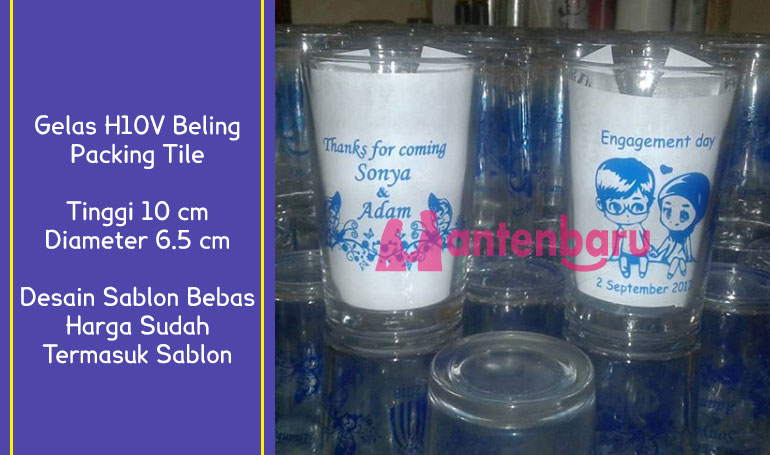 Gelas H10V Beling
Packing Tile
Tinggi 10 cm
Diameter 6.5 cm
Desain Sablon Bebas
Harga Sudah
Termasuk Sablon
Thanks for coming
Sonya
&
Adam
Engagement day
2 September 2017
Mantenbaru